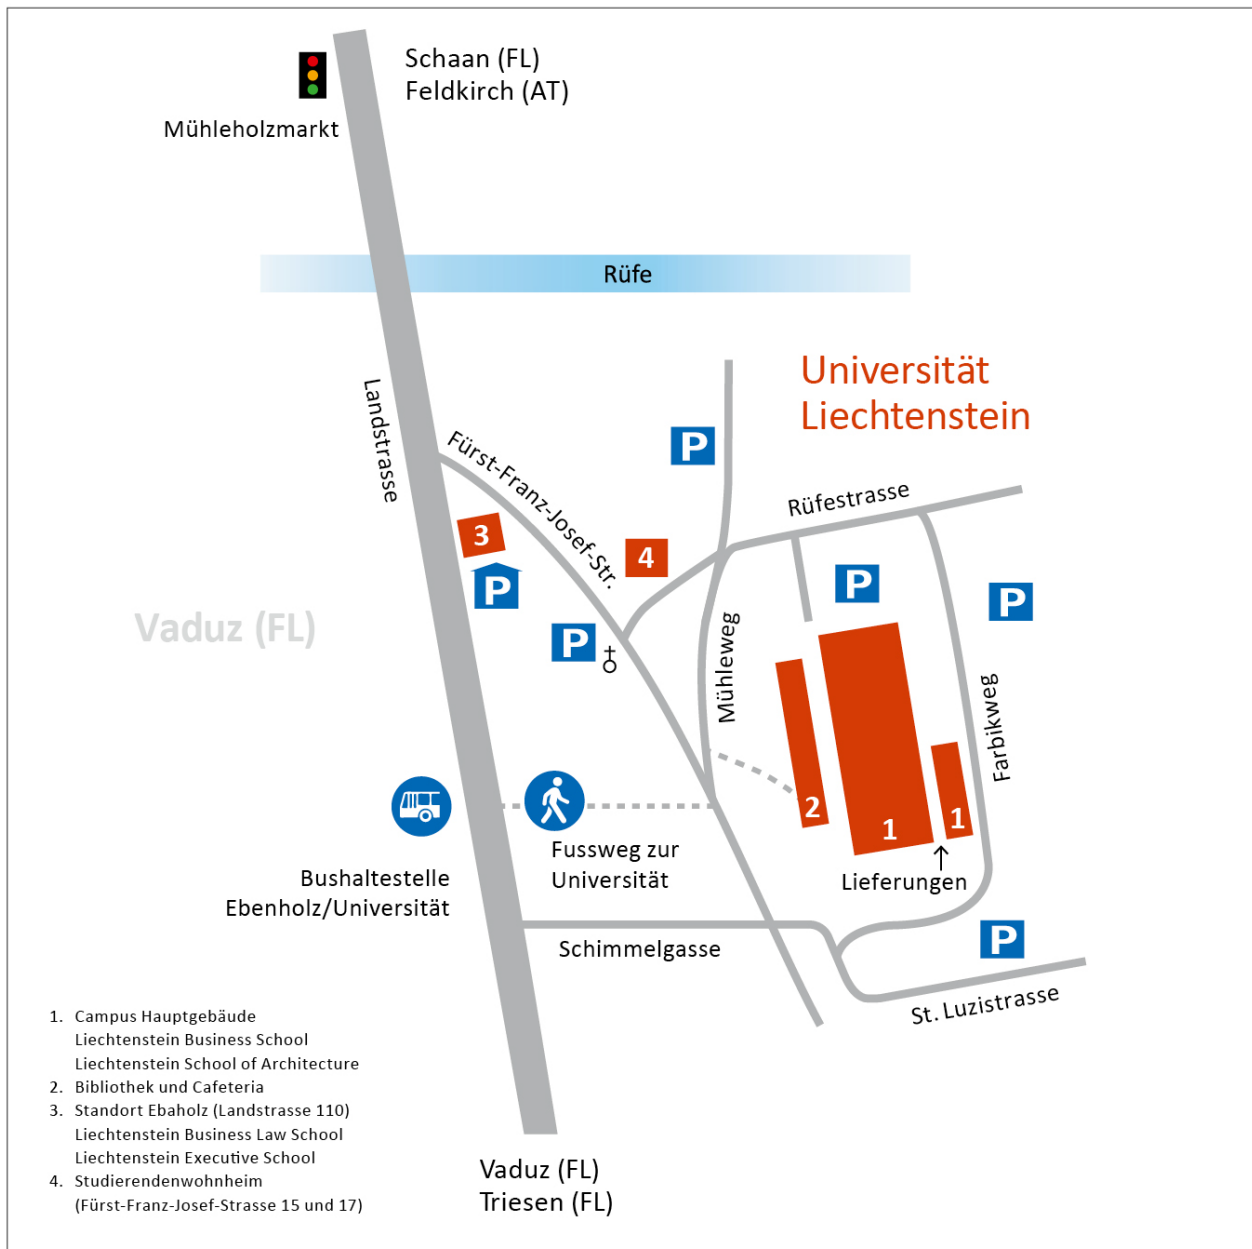 Schaan (FL)
Feldkirch (AT)
Mühleholzmarkt
Rüfe
Universität
Liechtenstein
Landstrasse
Fürst-Franz-Josef-Str.
P
Rüfestrasse
3
4
P
P
P
Vaduz (FL)
P
Mühleweg
Farbikweg
2
1
1
Fussweg zur
Universität
Lieferungen
Bushaltestelle
Ebenholz/Universität
Schimmelgasse
P
St. Luzistrasse
1. Campus Hauptgebäude
Liechtenstein Business School
Liechtenstein School of Architecture
2. Bibliothek und Cafeteria
3. Standort Ebaholz (Landstrasse 110)
Liechtenstein Business Law School
Liechtenstein Executive School
4. Studierendenwohnheim
(Fürst-Franz-Josef-Strasse 15 und 17)
Vaduz (FL)
Triesen (FL)